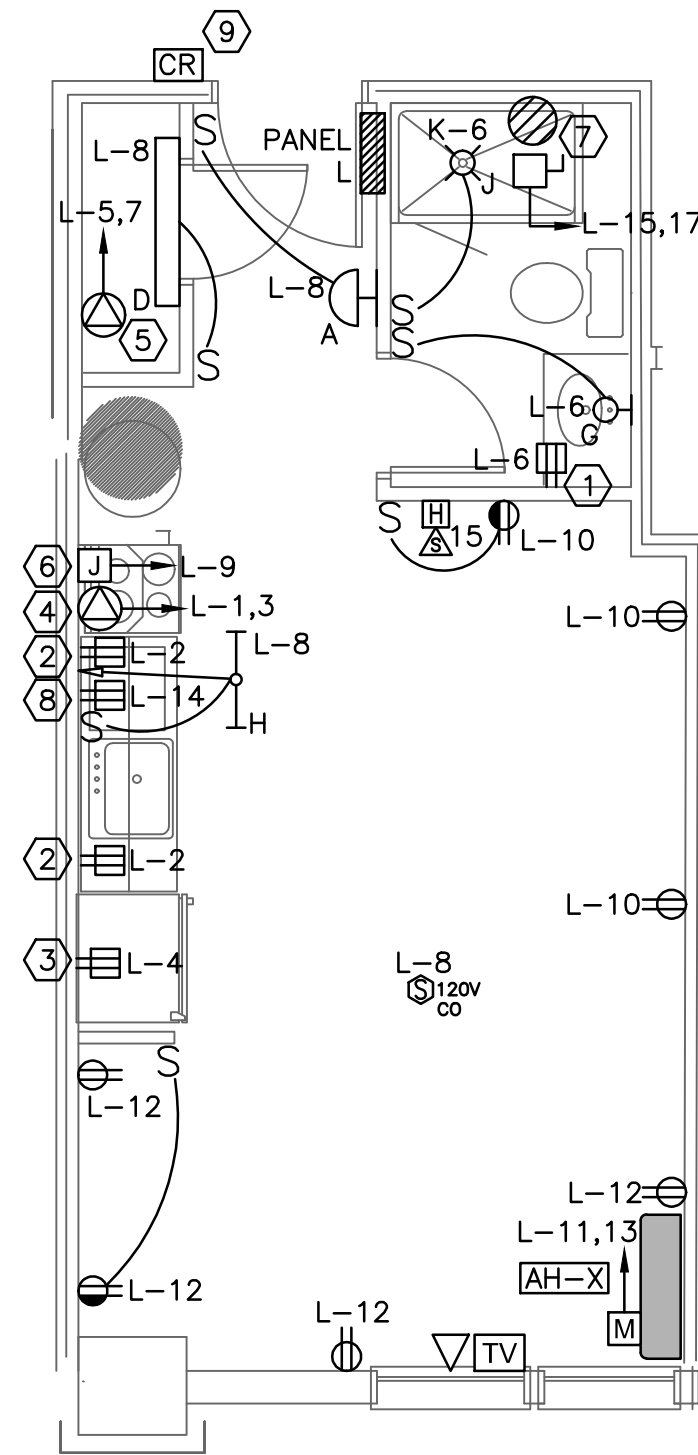 9
CR
S
PANEL
L
K-6
J
7
L-8
L-5,7
L-15,17
D
5
L-8
A
S
S
S
L-6
G
L-6
1
S
H
S
15
L-10
6
J
L-9
4
L-1,3
L-10
2
L-2
L-8
8
L-14
S
H
2
L-2
L-10
3
L-4
L-8
S
120V
CO
S
L-12
L-12
L-11,13
AH-X
L-12
L-12
M
TV